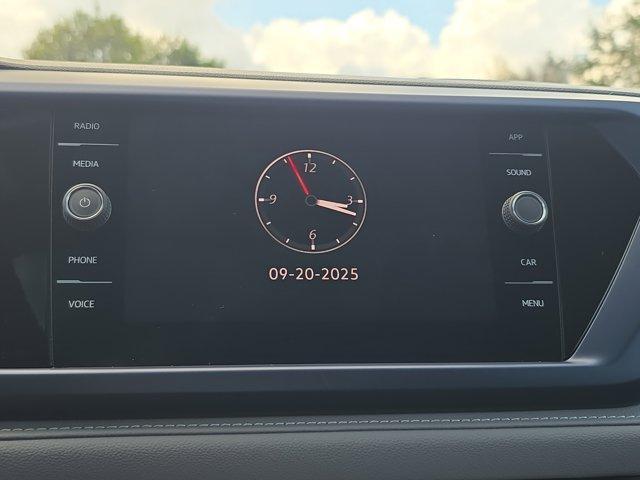 RADIO
MEDIA
PHONE
VOICE
12
9
3
6
09-20-2025
APP
SOUND
CAR
MENU